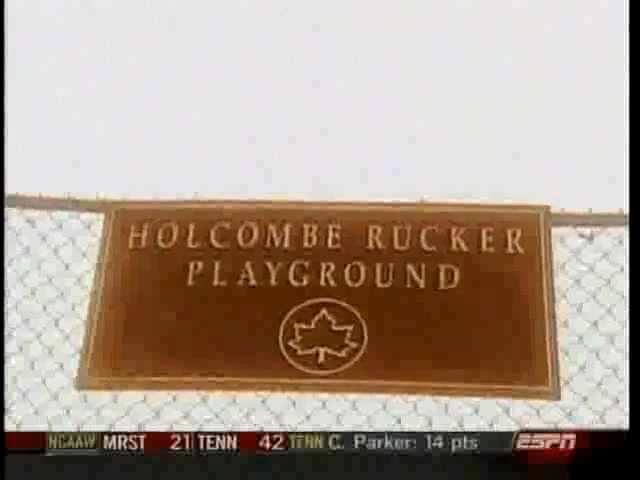 HOLCOMBE RUCKER
PLAYGROUND
NCAAW MRST 21 TENN 42 TENN C. Parker: 14 pts ESPN